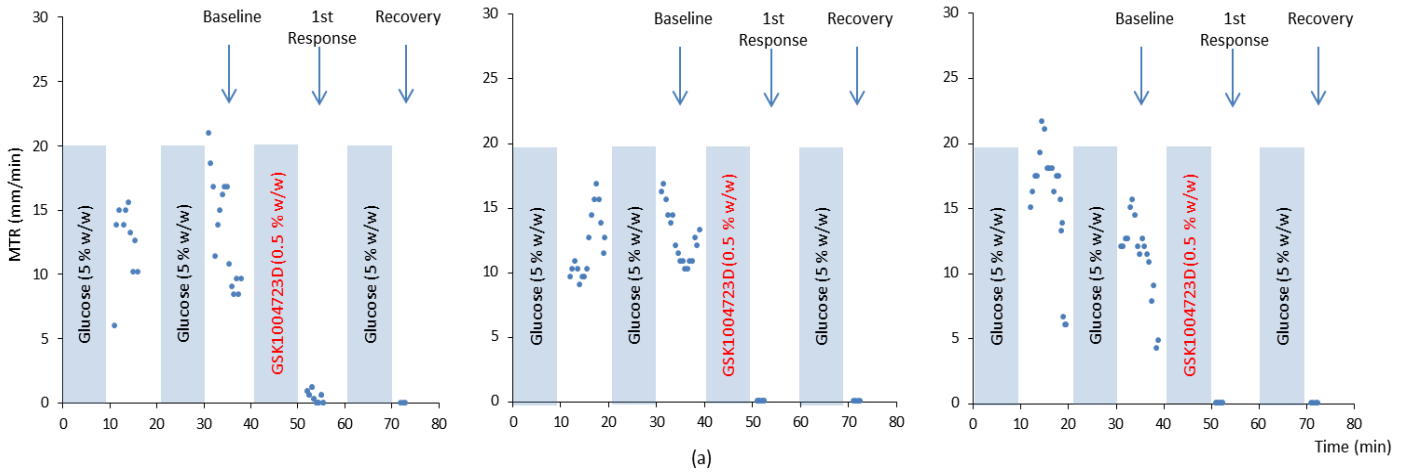 Baseline
1st
Response
Recovery
30
25
20
15
10
5
0
MTR (mm/min)
Glucose (5 % w/w)
Glucose (5 % w/w)
GSK1004723D (0.5 % w/w)
Glucose (5 % w/w)
0 10 20 30 40 50 60 70 80
Baseline
1st
Response
Recovery
30
25
20
15
10
5
0
Glucose (5 % w/w)
Glucose (5 % w/w)
GSK1004723D (0.5 % w/w)
Glucose (5 % w/w)
0 10 20 30 40 50 60 70 80
Baseline
1st
Response
Recovery
30
25
20
15
10
5
0
Glucose (5 % w/w)
Glucose (5 % w/w)
GSK1004723D (0.5 % w/w)
Glucose (5 % w/w)
0 10 20 30 40 50 60 70 80
Time (min)
(a)